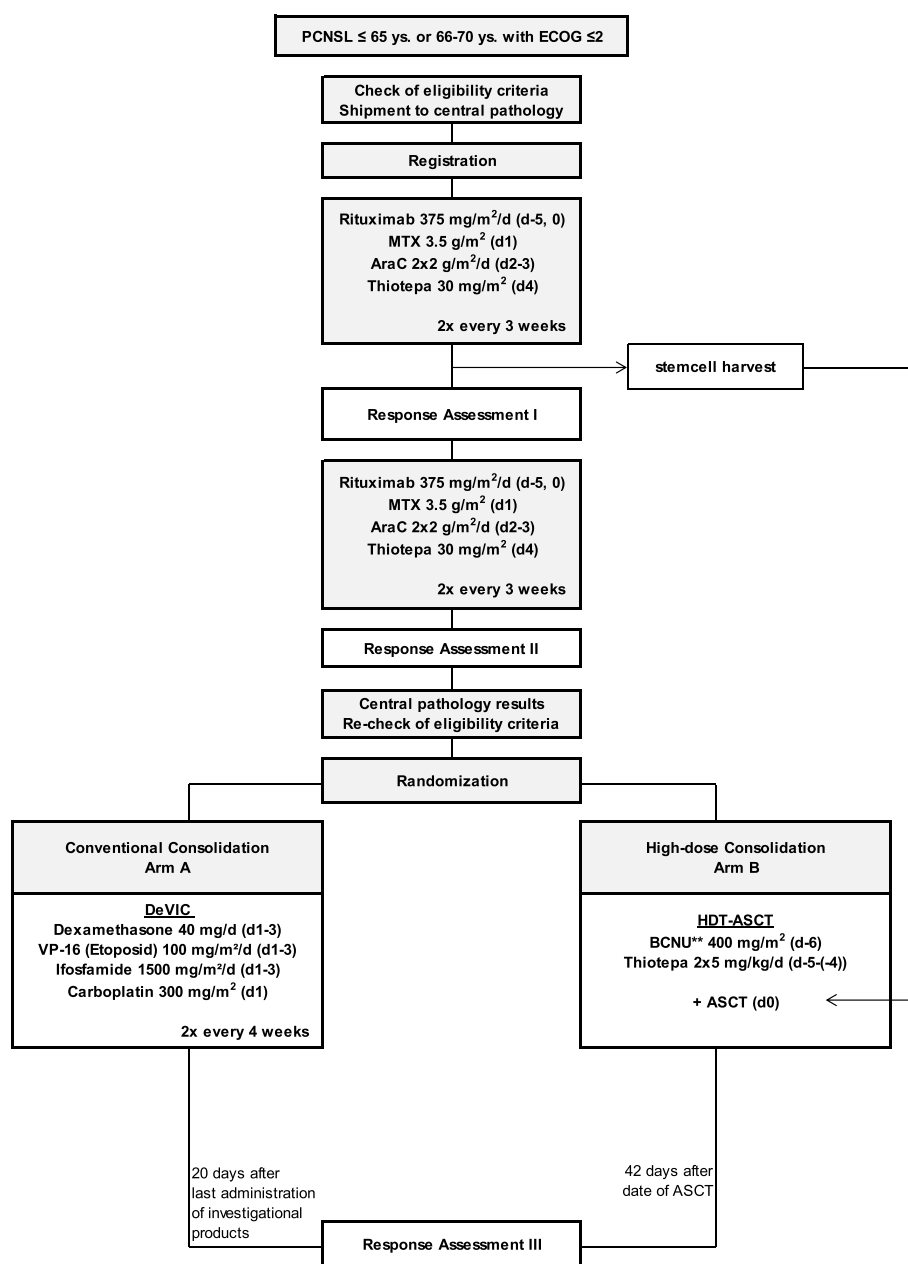 PCNSL ≤ 65 ys. or 66-70 ys. with ECOG ≤2
Check of eligibility criteria
Shipment to central pathology
Registration
Rituximab 375 mg/m²/d (d-5, 0)
MTX 3.5 g/m² (d1)
AraC 2x2 g/m²/d (d2-3)
Thiotepa 30 mg/m² (d4)
2x every 3 weeks
stemcell harvest
Response Assessment I
Rituximab 375 mg/m²/d (d-5, 0)
MTX 3.5 g/m² (d1)
AraC 2x2 g/m²/d (d2-3)
Thiotepa 30 mg/m² (d4)
2x every 3 weeks
Response Assessment II
Central pathology results
Re-check of eligibility criteria
Randomization
Conventional Consolidation
Arm A
DeVIC
Dexamethasone 40 mg/d (d1-3)
VP-16 (Etoposid) 100 mg/m²/d (d1-3)
Ifosfamide 1500 mg/m²/d (d1-3)
Carboplatin 300 mg/m² (d1)
2x every 4 weeks
High-dose Consolidation
Arm B
HDT-ASCT
BCNU** 400 mg/m² (d-6)
Thiotepa 2x5 mg/kg/d (d-5-(-4))
+ ASCT (d0)
20 days after
last administration
of investigational
products
42 days after
date of ASCT
Response Assessment III